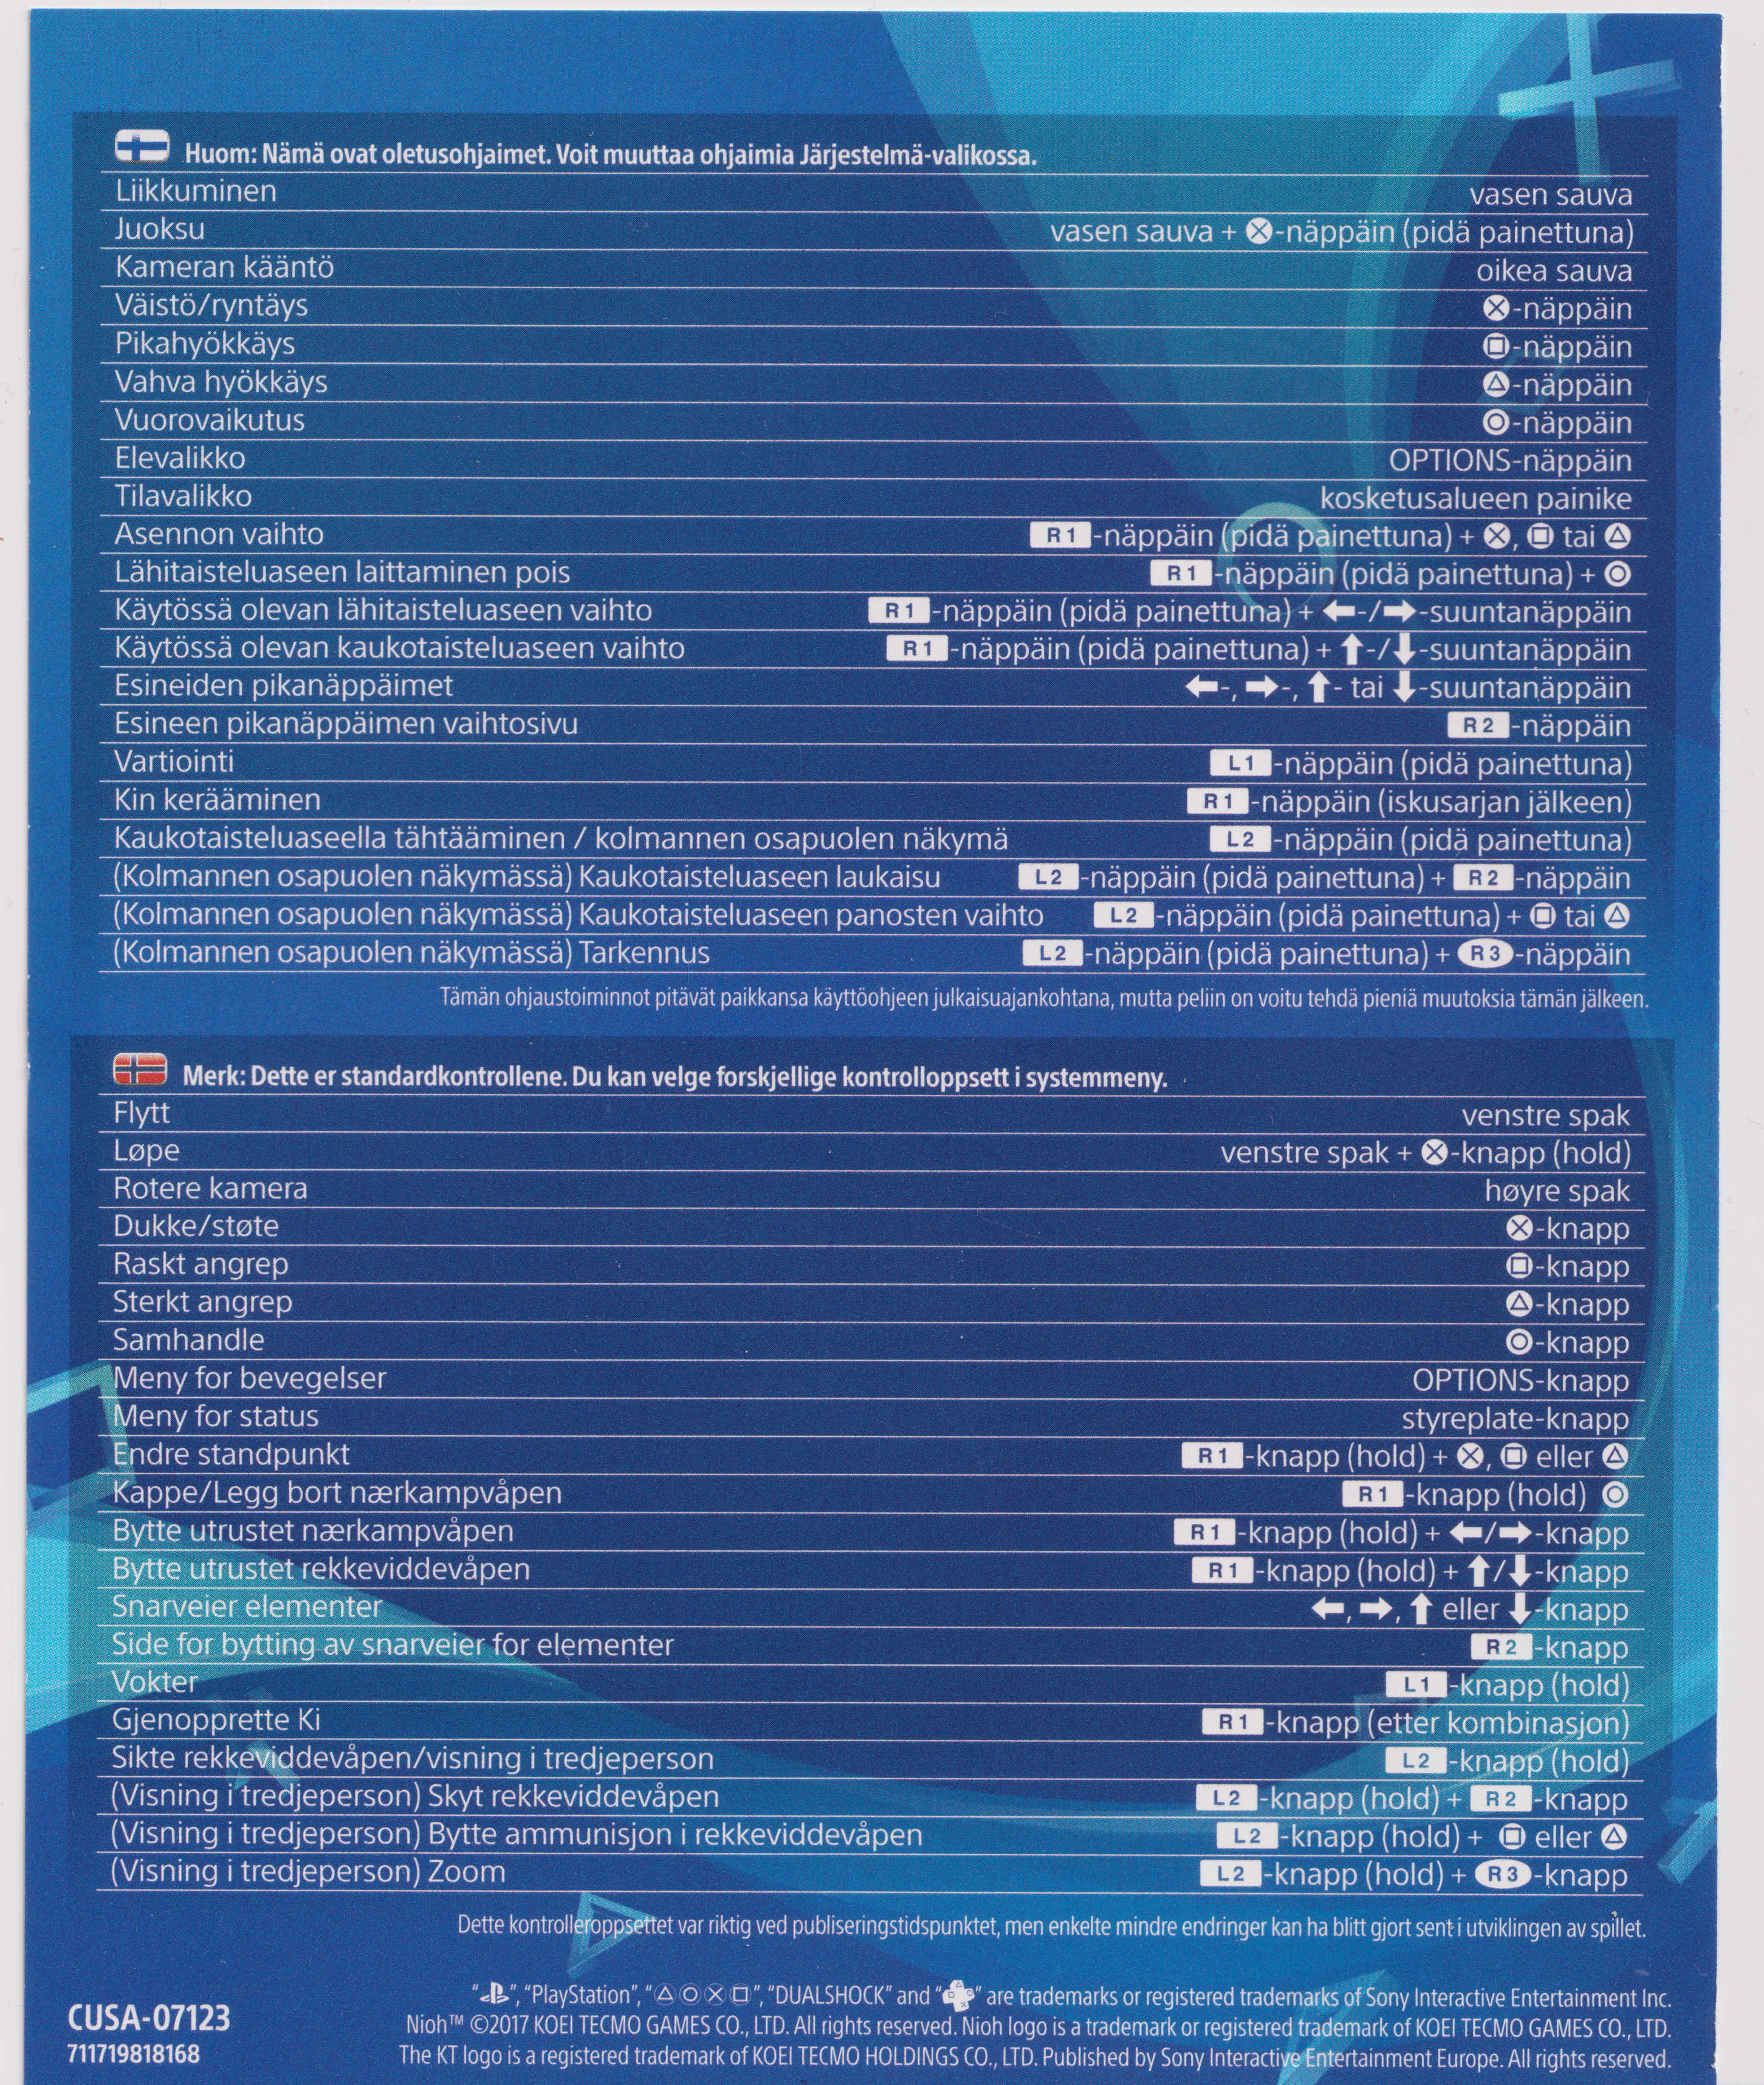 Huom: Nämä ovat oletusohjaimet. Voit muuttaa ohjaimia Järjestelmä-valikossa.
Liikkuminen vasen sauva
Juoksu vasen sauva + ⓧ-näppäin (pidä painettuna)
Kameran kääntö oikea sauva
Väistö/ryntäys ⓧ-näppäin
Pikahyökkäys □-näppäin
Vahva hyökkäys △-näppäin
Vuorovaikutus ○-näppäin
Elevalikko OPTIONS-näppäin
Tilavalikko kosketusalueen painike
Asennon vaihto R1-näppäin (pidä painettuna) + ⓧ, □ tai △
Lähitaisteluaseen laittaminen pois R1-näppäin (pidä painettuna) + ○
Käytössä olevan lähitaisteluaseen vaihto R1-näppäin (pidä painettuna) + ←-/→-suuntanäppäin
Käytössä olevan kaukotaisteluaseen vaihto R1-näppäin (pidä painettuna) + ↑-/↓-suuntanäppäin
Esineiden pikanäppäimet ←-, →-, ↑- tai ↓-suuntanäppäin
Esineen pikanäppäimen vaihtosivu R2-näppäin
Vartiointi L1-näppäin (pidä painettuna)
Kin kerääminen R1-näppäin (iskusarjan jälkeen)
Kaukotaisteluaseella tähtääminen / kolmannen osapuolen näkymä L2-näppäin (pidä painettuna)
(Kolmannen osapuolen näkymässä) Kaukotaisteluaseen laukaisu L2-näppäin (pidä painettuna) + R2-näppäin
(Kolmannen osapuolen näkymässä) Kaukotaisteluaseen panosten vaihto L2-näppäin (pidä painettuna) + □ tai △
(Kolmannen osapuolen näkymässä) Tarkennus L2-näppäin (pidä painettuna) + R3-näppäin
Tämän ohjaustoiminnot pitävät paikkansa käyttöohjeen julkaisuajankohtana, mutta peliin on voitu tehdä pieniä muutoksia tämän jälkeen.
Merk: Dette er standardkontrollene. Du kan velge forskjellige kontrolloppsett i systemmeny.
Flytt venstre spak
Løpe venstre spak + ⓧ-knapp (hold)
Rotere kamera høyre spak
Dukke/støte ⓧ-knapp
Raskt angrep □-knapp
Sterkt angrep △-knapp
Samhandle ○-knapp
Meny for bevegelser OPTIONS-knapp
Meny for status styreplate-knapp
Endre standpunkt R1-knapp (hold) + ⓧ, □ eller △
Kappe/Legg bort nærkampvåpen R1-knapp (hold) ○
Bytte utrustet nærkampvåpen R1-knapp (hold) + ←/→-knapp
Bytte utrustet rekkeviddevåpen R1-knapp (hold) + ↑/↓-knapp
Snarveier elementer ←, →, ↑ eller ↓-knapp
Side for bytting av snarveier for elementer R2-knapp
Vokter L1-knapp (hold)
Gjenopprette Ki R1-knapp (etter kombinasjon)
Sikte rekkeviddevåpen/visning i tredjeperson L2-knapp (hold)
(Visning i tredjeperson) Skyt rekkeviddevåpen L2-knapp (hold) + R2-knapp
(Visning i tredjeperson) Bytte ammunisjon i rekkeviddevåpen L2-knapp (hold) + □ eller △
(Visning i tredjeperson) Zoom L2-knapp (hold) + R3-knapp
Dette kontrolleroppsettet var riktig ved publiseringstidspunktet, men enkelte mindre endringer kan ha blitt gjort sent i utviklingen av spillet.
"PS", "PlayStation", "△○ⓧ□", "DUALSHOCK" and "" are trademarks or registered trademarks of Sony Interactive Entertainment Inc.
CUSA-07123
Nioh™ ©2017 KOEI TECMO GAMES CO., LTD. All rights reserved. Nioh logo is a trademark or registered trademark of KOEI TECMO GAMES CO., LTD.
711719818168
The KT logo is a registered trademark of KOEI TECMO HOLDINGS CO., LTD. Published by Sony Interactive Entertainment Europe. All rights reserved.